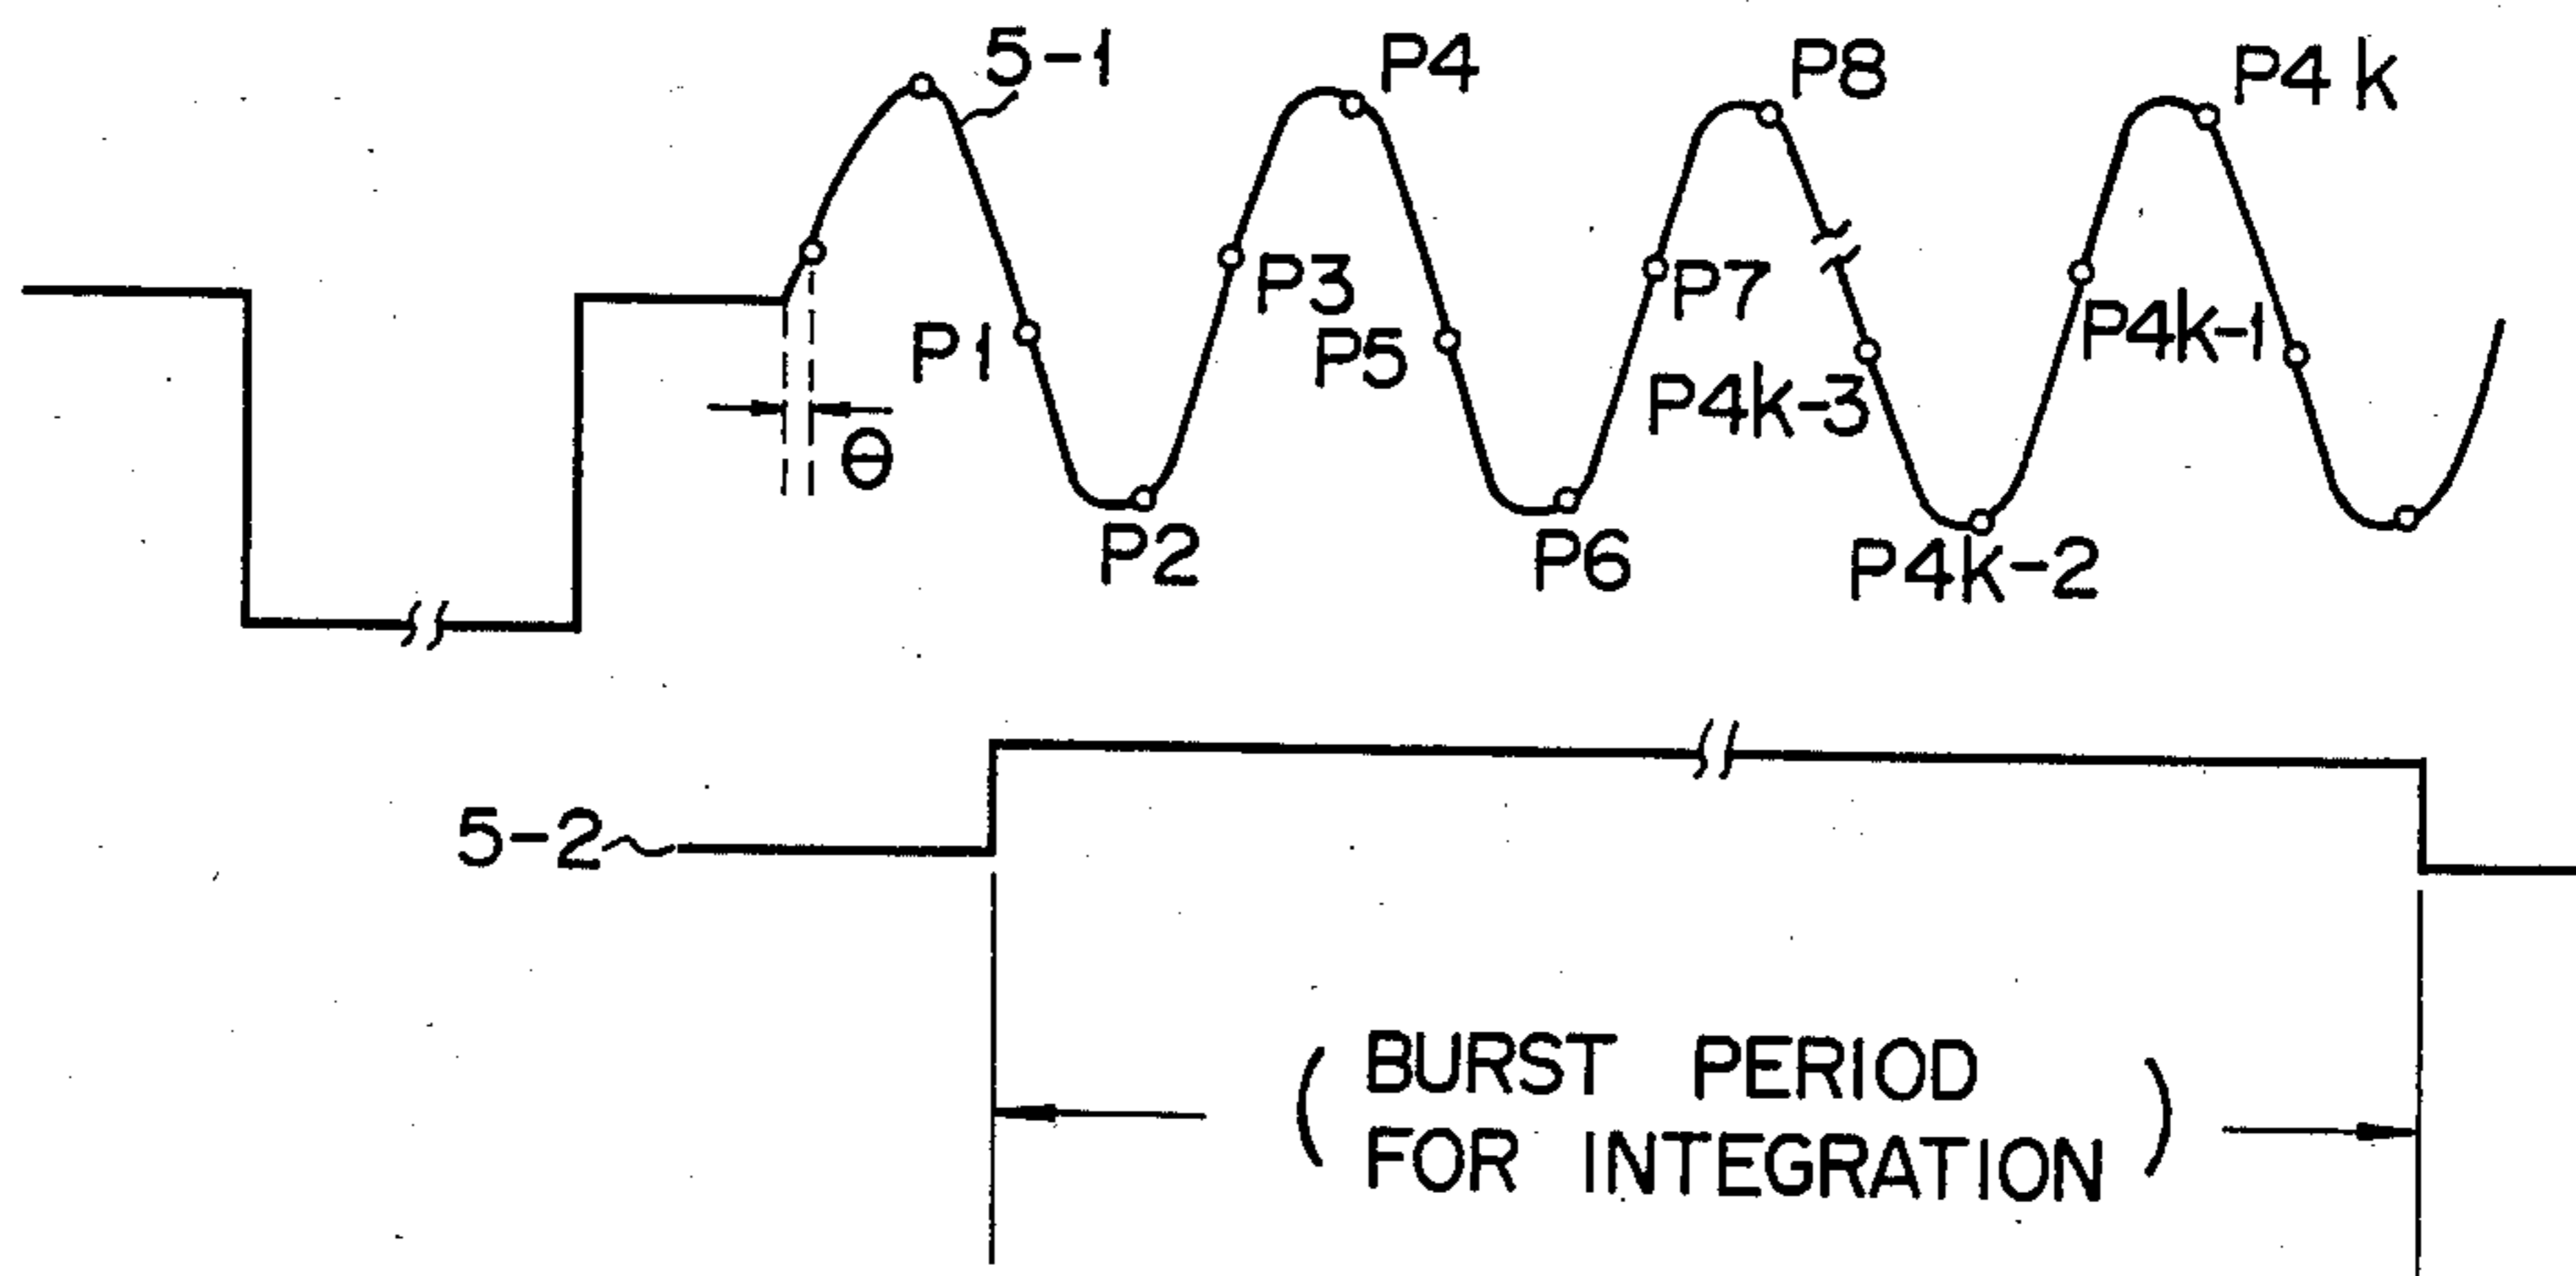 5-1
P4
P8
P4k
P3
P7
P1
P5
P4k-1
P4k-3
θ
P2
P6
P4k-2
5-2
( BURST PERIOD
FOR INTEGRATION )